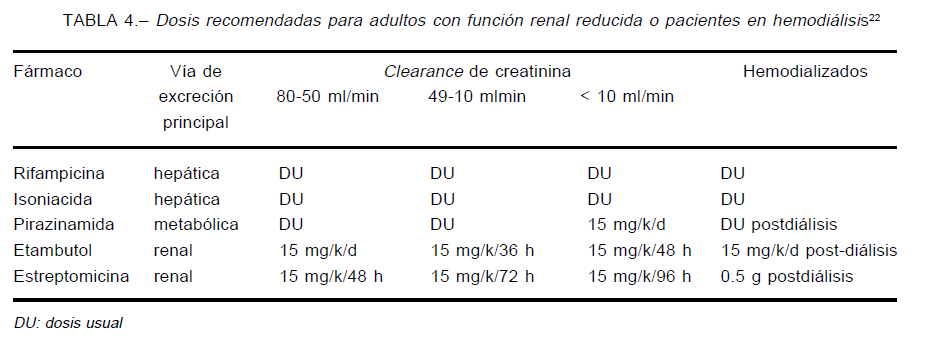 TABLA 4.– Dosis recomendadas para adultos con función renal reducida o pacientes en hemodiálisis22
Fármaco Vía de excreción principal Clearance de creatinina Hemodializados
80-50 ml/min 49-10 mlmin < 10 ml/min
Rifampicina hepática DU DU DU DU
Isoniacida hepática DU DU DU DU
Pirazinamida metabólica DU DU 15 mg/k/d DU postdiálisis
Etambutol renal 15 mg/k/d 15 mg/k/36 h 15 mg/k/48 h 15 mg/k/d post-diálisis
Estreptomicina renal 15 mg/k/48 h 15 mg/k/72 h 15 mg/k/96 h 0.5 g postdiálisis
DU: dosis usual